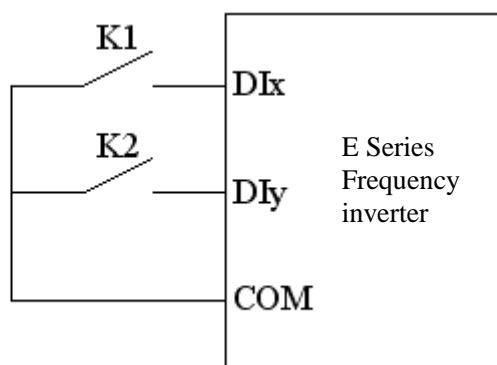 K1
DIx
K2
DIy
COM
E Series
Frequency
inverter